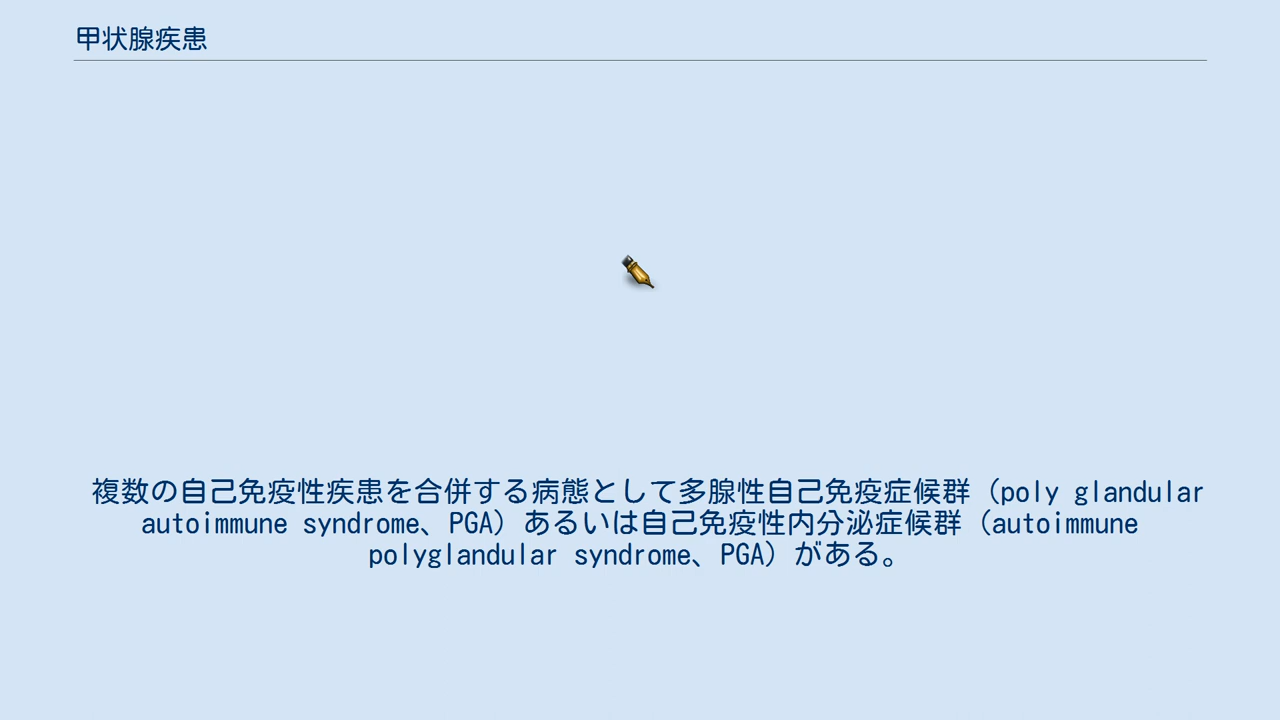 甲状腺疾患
複数の自己免疫性疾患を合併する病態として多腺性自己免疫症候群（poly glandular
autoimmune syndrome、PGA）あるいは自己免疫性内分泌症候群（autoimmune
polyglandular syndrome、PGA）がある。